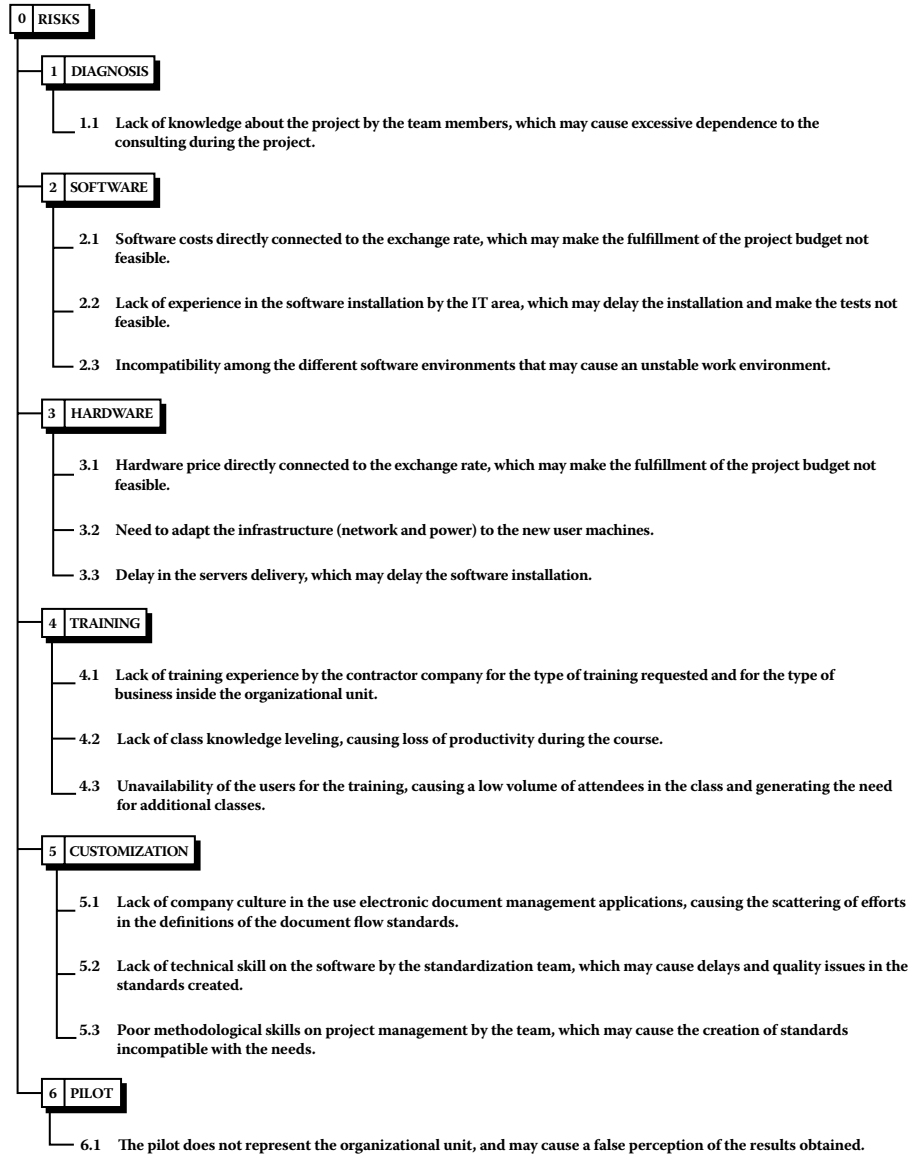 0 RISKS
1 DIAGNOSIS
1.1 Lack of knowledge about the project by the team members, which may cause excessive dependence to the
consulting during the project.
2 SOFTWARE
2.1 Software costs directly connected to the exchange rate, which may make the fulfillment of the project budget not
feasible.
2.2 Lack of experience in the software installation by the IT area, which may delay the installation and make the tests not
feasible.
2.3 Incompatibility among the different software environments that may cause an unstable work environment.
3 HARDWARE
3.1 Hardware price directly connected to the exchange rate, which may make the fulfillment of the project budget not
feasible.
3.2 Need to adapt the infrastructure (network and power) to the new user machines.
3.3 Delay in the servers delivery, which may delay the software installation.
4 TRAINING
4.1 Lack of training experience by the contractor company for the type of training requested and for the type of
business inside the organizational unit.
4.2 Lack of class knowledge leveling, causing loss of productivity during the course.
4.3 Unavailability of the users for the training, causing a low volume of attendees in the class and generating the need
for additional classes.
5 CUSTOMIZATION
5.1 Lack of company culture in the use electronic document management applications, causing the scattering of efforts
in the definitions of the document flow standards.
5.2 Lack of technical skill on the software by the standardization team, which may cause delays and quality issues in the
standards created.
5.3 Poor methodological skills on project management by the team, which may cause the creation of standards
incompatible with the needs.
6 PILOT
6.1 The pilot does not represent the organizational unit, and may cause a false perception of the results obtained.